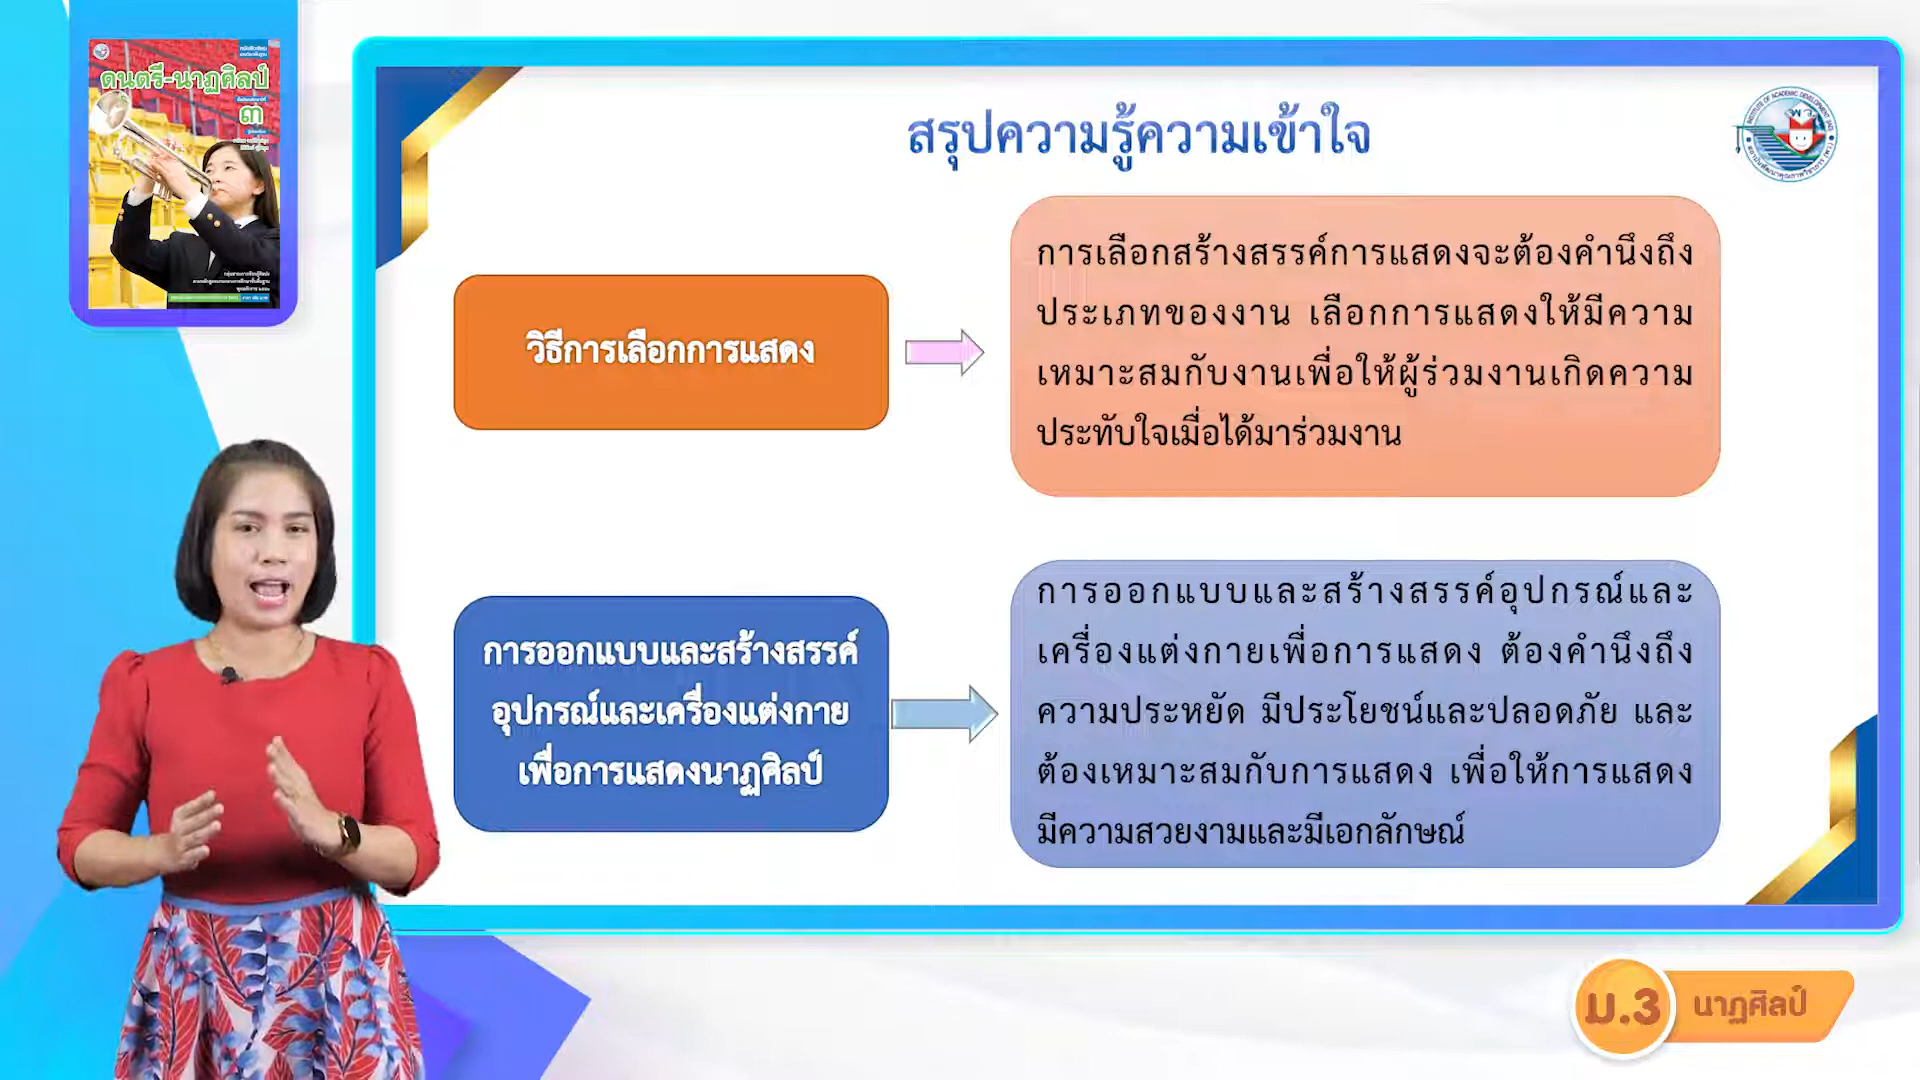 ดนตรี-นาฏศิลป์
๓
สรุปความรู้ความเข้าใจ
วิธีการเลือกการแสดง
การเลือกสร้างสรรค์การแสดงจะต้องคำนึงถึง
ประเภทของงาน เลือกการแสดงให้มีความ
เหมาะสมกับงานเพื่อให้ผู้ร่วมงานเกิดความ
ประทับใจเมื่อได้มาร่วมงาน
การออกแบบและสร้างสรรค์
อุปกรณ์และเครื่องแต่งกาย
เพื่อการแสดงนาฏศิลป์
การออกแบบและสร้างสรรค์อุปกรณ์และ
เครื่องแต่งกายเพื่อการแสดง ต้องคำนึงถึง
ความประหยัด มีประโยชน์และปลอดภัย และ
ต้องเหมาะสมกับการแสดง เพื่อให้การแสดง
มีความสวยงามและมีเอกลักษณ์
ม.3 นาฏศิลป์